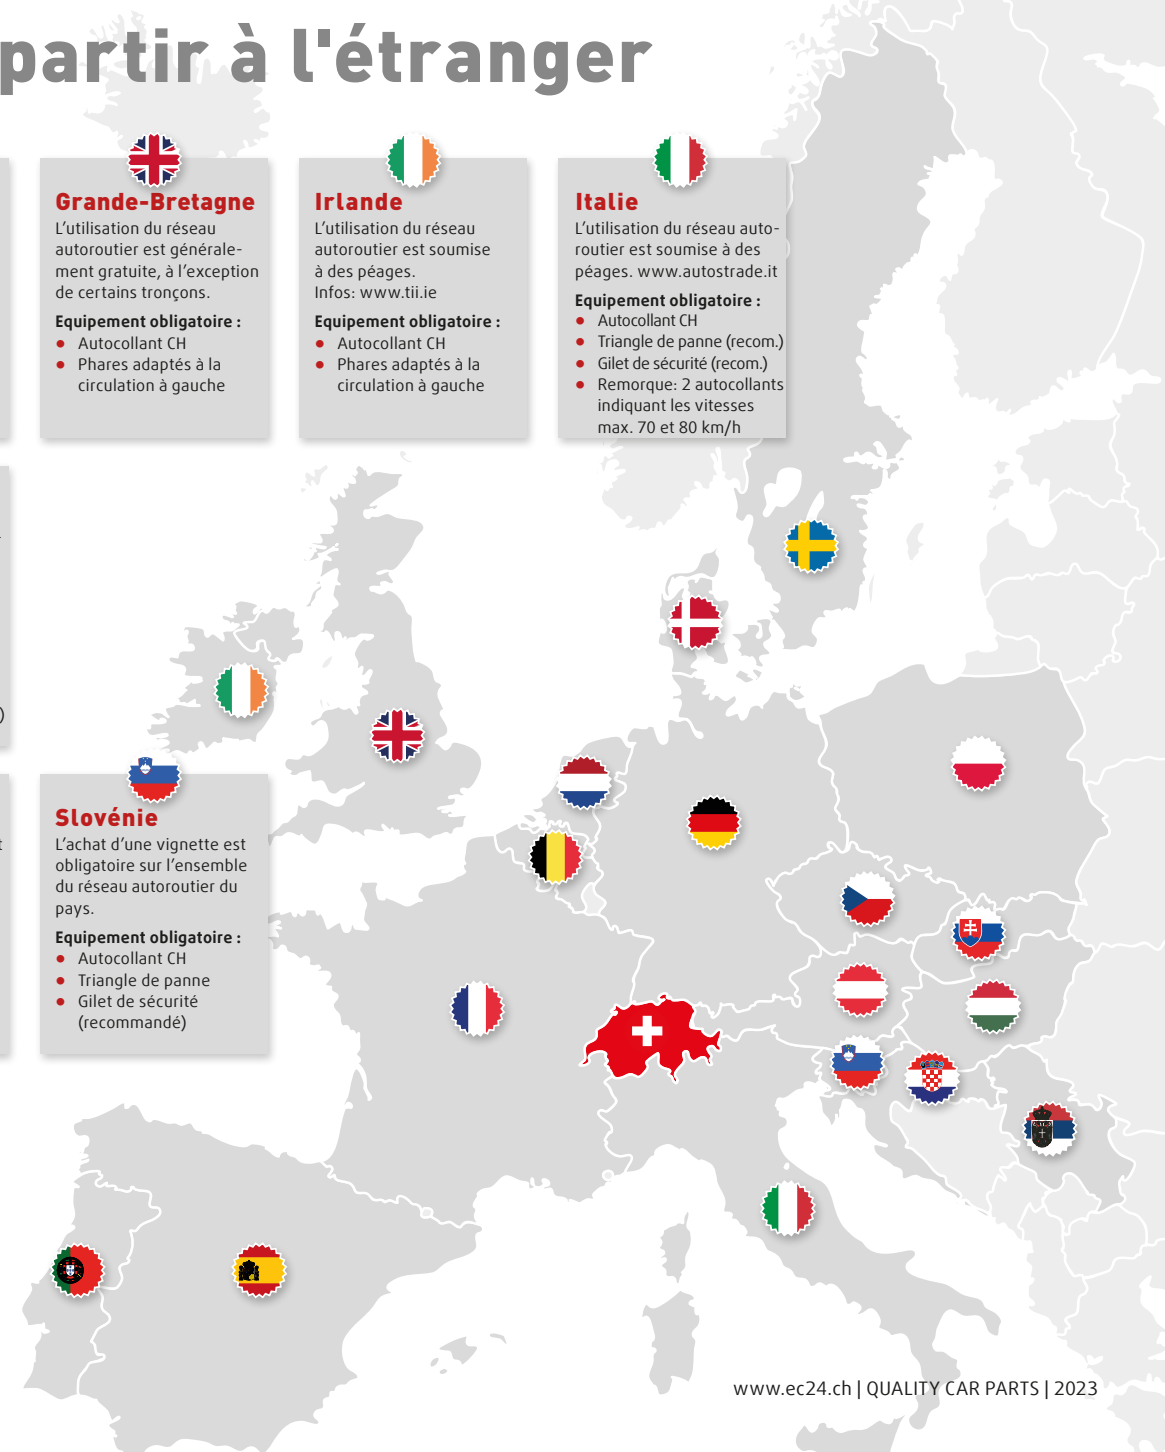 partir à l'étranger
Grande-Bretagne
L'utilisation du réseau
autoroutier est générale-
ment gratuite, à l'exception
de certains tronçons.
Equipement obligatoire :
● Autocollant CH
● Phares adaptés à la
circulation à gauche
Irlande
L'utilisation du réseau
autoroutier est soumise
à des péages.
Infos: www.tii.ie
Equipement obligatoire :
● Autocollant CH
● Phares adaptés à la
circulation à gauche
Italie
L'utilisation du réseau auto-
routier est soumise à des
péages. www.autostrade.it
Equipement obligatoire :
● Autocollant CH
● Triangle de panne (recom.)
● Gilet de sécurité (recom.)
● Remorque: 2 autocollants
indiquant les vitesses
max. 70 et 80 km/h
)
t
Slovénie
L'achat d'une vignette est
obligatoire sur l'ensemble
du réseau autoroutier du
pays.
Equipement obligatoire :
● Autocollant CH
● Triangle de panne
● Gilet de sécurité
(recommandé)
www.ec24.ch | QUALITY CAR PARTS | 2023